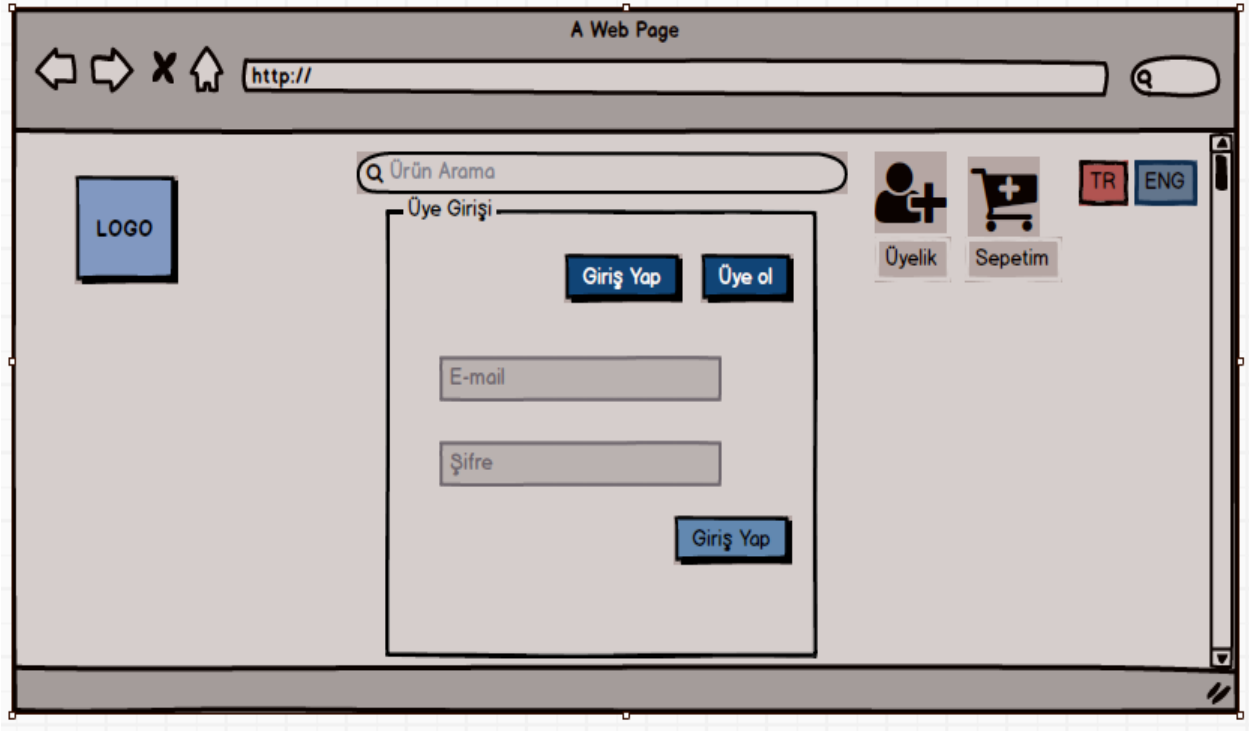 A Web Page
http://
Ürün Arama
TR
ENG
LOGO
Üye Girişi
Üyelik
Sepetim
Giriş Yap
Üye ol
E-mail
Şifre
Giriş Yap